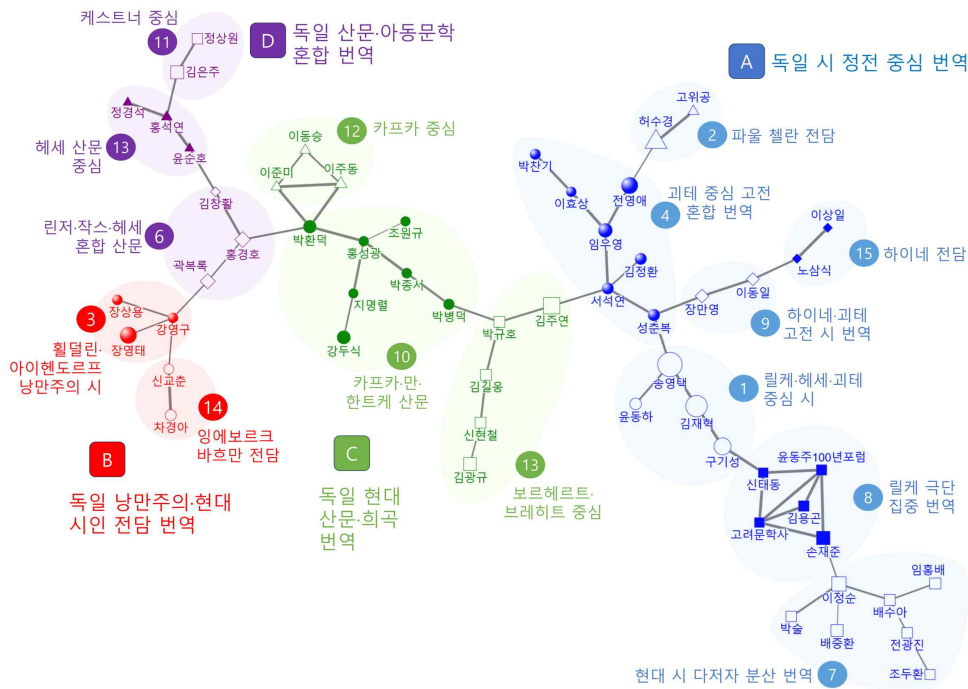 케스트너 중심
11
정상원
김은주
D
독일 산문·아동문학
혼합 번역
정경석
홍석연
헤세 산문
중심
13
윤순호
김창활
린저·작스·헤세
혼합 산문
6
홍경호
곽복록
12
카프카 중심
이동승
이준미
이주동
박환덕
홍성광
조원규
박종서
지명렬
박병덕
강두식
10
카프카·만·
한트케 산문
3
횔덜린·
아이헨도르프
낭만주의 시
장상용
강영구
장영태
신교춘
차경아
14
잉에보르크
바흐만 전담
B
독일 낭만주의·현대
시인 전담 번역
C
독일 현대
산문·희곡
번역
박규호
김주연
김길웅
신현철
김광규
13
보르헤르트·
브레히트 중심
A
독일 시 정전 중심 번역
고위공
허수경
2
파울 첼란 전담
박찬기
이효상
전영애
임우영
4
괴테 중심 고전
혼합 번역
김정환
서석연
성춘복
장만영
이동일
9
하이네·괴테
고전 시 번역
이상일
노삼식
15
하이네 전담
송영택
윤동하
김재혁
구기성
1
릴케·헤세·괴테
중심 시
신태동
윤동주100년포럼
김용곤
고려문학사
손재준
8
릴케 극단
집중 번역
이정순
임홍배
배수아
박술
배중환
전광진
조두환
현대 시 다저자 분산 번역
7